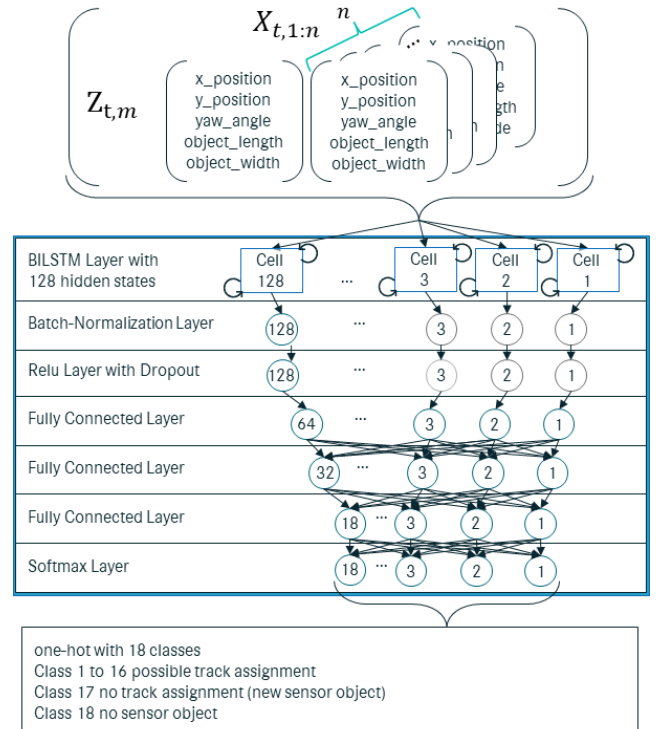 X_{t,1:n}
n
Z_{t,m}
x_position
y_position
yaw_angle
object_length
object_width
x_position
y_position
yaw_angle
object_length
object_width
... x_position
BILSTM Layer with
128 hidden states
Cell
128
...
Cell
3
Cell
2
Cell
1
Batch-Normalization Layer
128 ... 3 2 1
Relu Layer with Dropout
128 ... 3 2 1
Fully Connected Layer
64 ... 3 2 1
Fully Connected Layer
32 ... 3 2 1
Fully Connected Layer
18 ... 3 2 1
Softmax Layer
18 ... 3 2 1
one-hot with 18 classes
Class 1 to 16 possible track assignment
Class 17 no track assignment (new sensor object)
Class 18 no sensor object